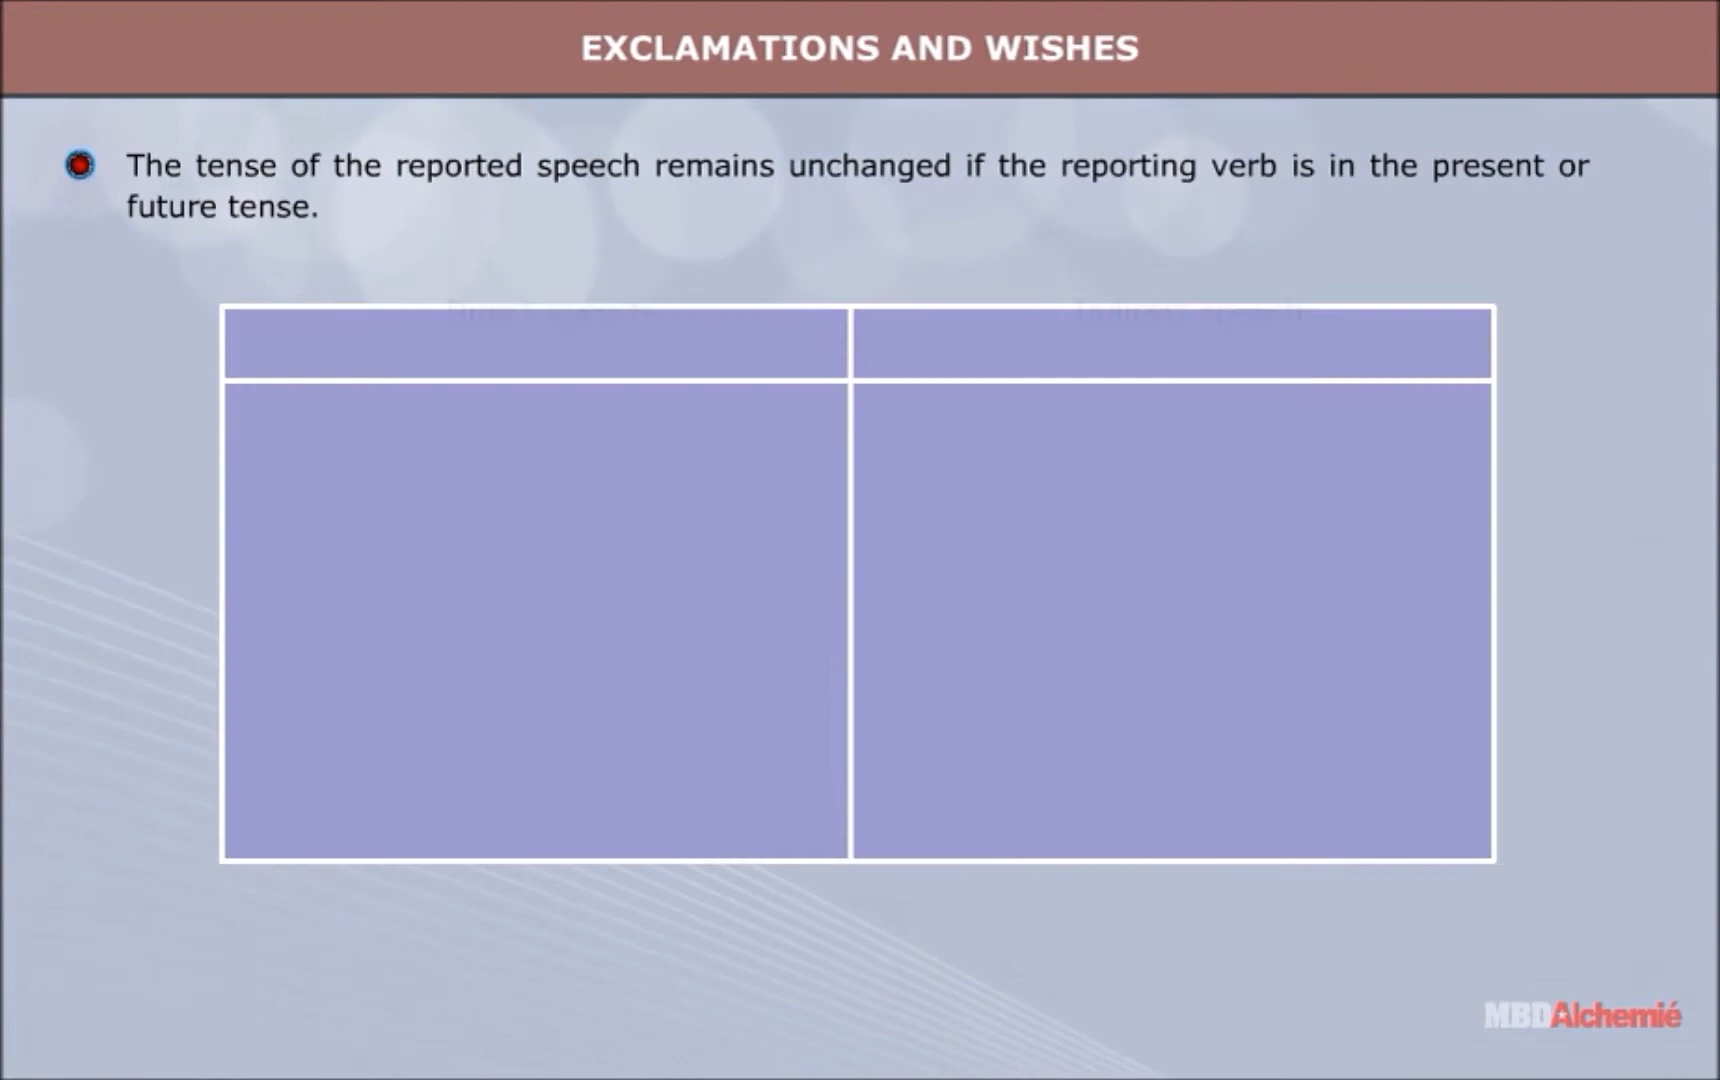 EXCLAMATIONS AND WISHES
The tense of the reported speech remains unchanged if the reporting verb is in the present or
future tense.
MBDAlchemié